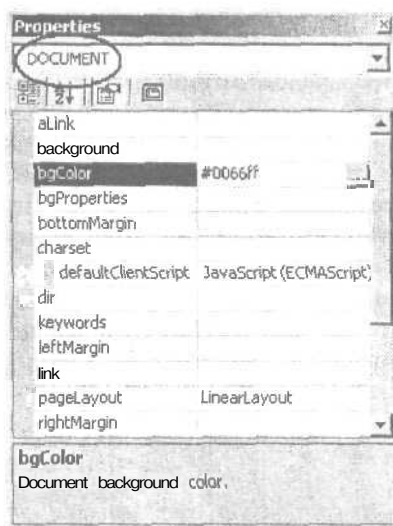 Properties
DOCUMENT
aLink
background
bgColor #0066ff
bgProperties
bottomMargin
charset
defaultClientScript JavaScript (ECMAScript)
dir
keywords
leftMargin
link
pageLayout LinearLayout
rightMargin
bgColor
Document background color.